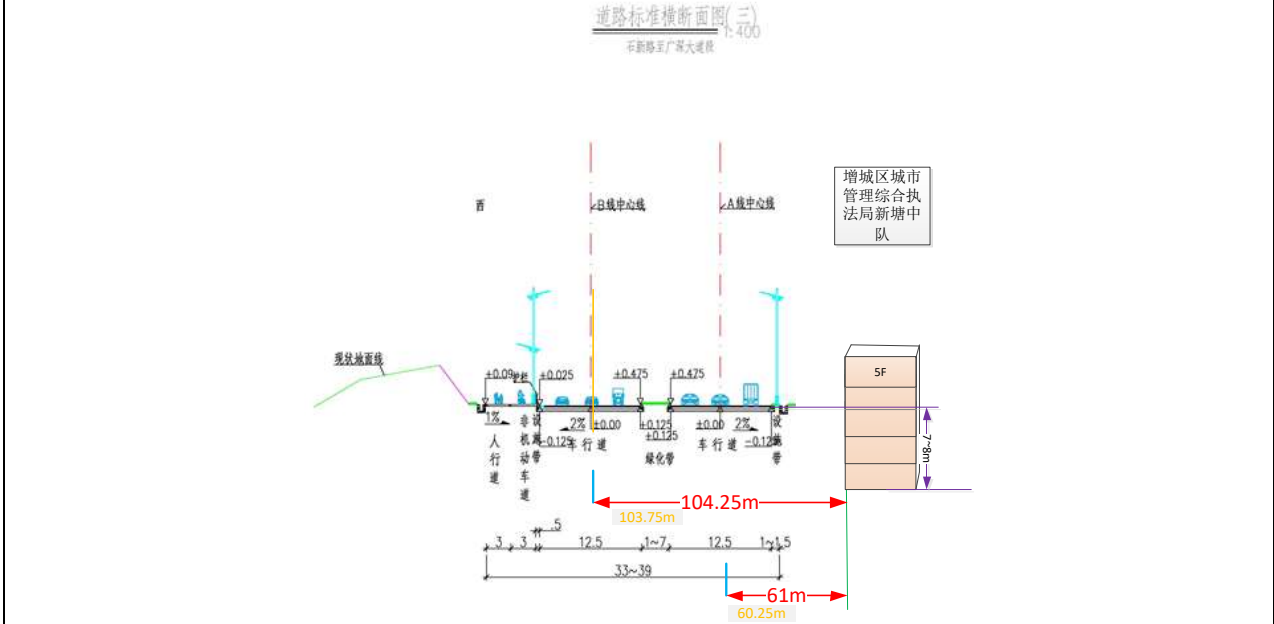 道路标准横断面图(三)
1:400
石新路至广深大道段
增城区城市
管理综合执
法局新塘中
队
西
B线中心线
A线中心线
现状地面线
5F
+0.09
+0.025
+0.475
+0.475
1%
2%
±0.00
+0.125
±0.00
2%
-0.125
+0.125
-0.125
人行道
非机动车道
设施带
车行道
绿化带
车行道
设施带
7~8m
104.25m
103.75m
.5
3
3
12.5
1~7
12.5
1~1.5
33~39
61m
60.25m